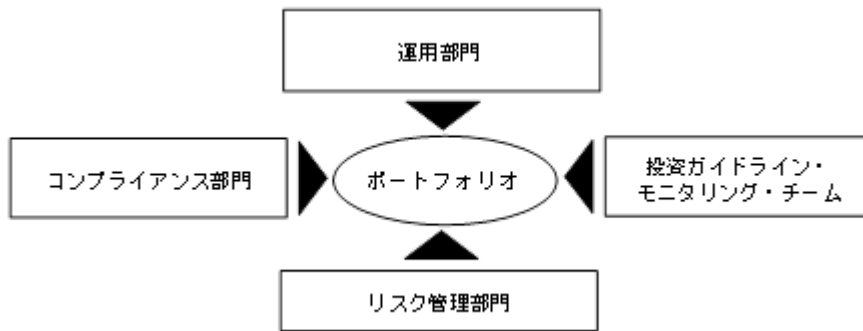 運用部門
コンプライアンス部門
ポートフォリオ
投資ガイドライン・
モニタリング・チーム
リスク管理部門